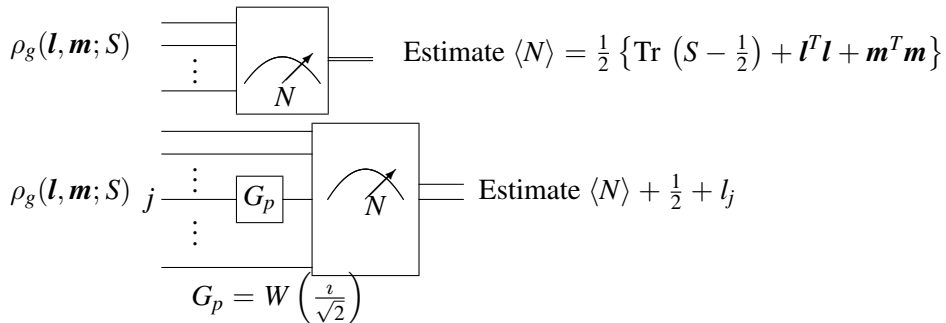 ρ_g(l, m; S)
N
Estimate ⟨N⟩ = 1/2 {Tr (S − 1/2) + l^T l + m^T m}
ρ_g(l, m; S) j
G_p
N
Estimate ⟨N⟩ + 1/2 + l_j
G_p = W (ı/√2)